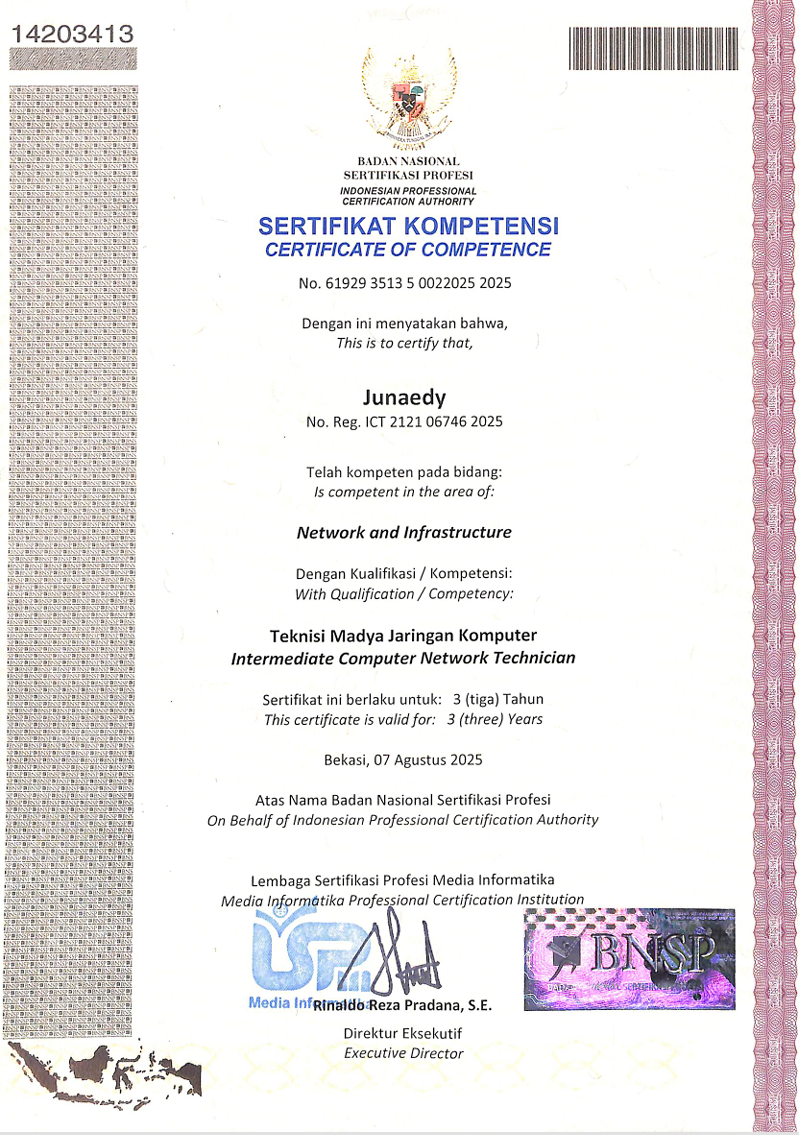 14203413
BADAN NASIONAL
SERTIFIKASI PROFESI
INDONESIAN PROFESSIONAL
CERTIFICATION AUTHORITY
SERTIFIKAT KOMPETENSI
CERTIFICATE OF COMPETENCE
No. 61929 3513 5 0022025 2025
Dengan ini menyatakan bahwa,
This is to certify that,
Junaedy
No. Reg. ICT 2121 06746 2025
Telah kompeten pada bidang:
Is competent in the area of:
Network and Infrastructure
Dengan Kualifikasi / Kompetensi:
With Qualification / Competency:
Teknisi Madya Jaringan Komputer
Intermediate Computer Network Technician
Sertifikat ini berlaku untuk: 3 (tiga) Tahun
This certificate is valid for: 3 (three) Years
Bekasi, 07 Agustus 2025
Atas Nama Badan Nasional Sertifikasi Profesi
On Behalf of Indonesian Professional Certification Authority
Lembaga Sertifikasi Profesi Media Informatika
Media Informatika Professional Certification Institution
BNSP
Media
Rinaldo Reza Pradana, S.E.
Direktur Eksekutif
Executive Director